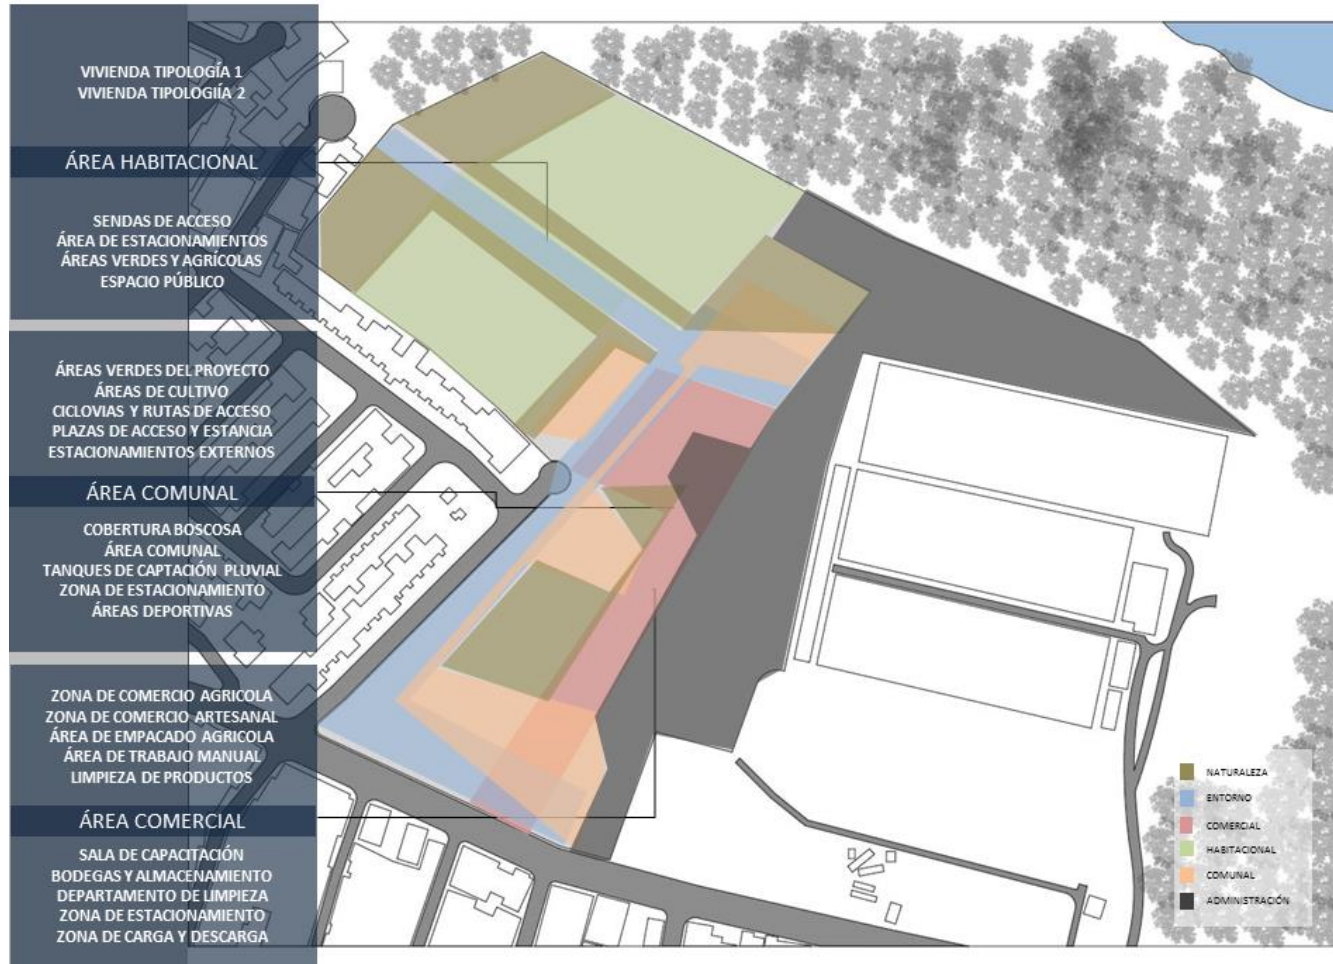 VIVIENDA TIPOLOGÍA 1
VIVIENDA TIPOLOGIÍA 2
ÁREA HABITACIONAL
SENDAS DE ACCESO
ÁREA DE ESTACIONAMIENTOS
ÁREAS VERDES Y AGRÍCOLAS
ESPACIO PÚBLICO
ÁREAS VERDES DEL PROYECTO
ÁREAS DE CULTIVO
CICLOVIAS Y RUTAS DE ACCESO
PLAZAS DE ACCESO Y ESTANCIA
ESTACIONAMIENTOS EXTERNOS
ÁREA COMUNAL
COBERTURA BOSCOSA
ÁREA COMUNAL
TANQUES DE CAPTACIÓN PLUVIAL
ZONA DE ESTACIONAMIENTO
ÁREAS DEPORTIVAS
ZONA DE COMERCIO AGRICOLA
ZONA DE COMERCIO ARTESANAL
ÁREA DE EMPACADO AGRICOLA
ÁREA DE TRABAJO MANUAL
LIMPIEZA DE PRODUCTOS
ÁREA COMERCIAL
SALA DE CAPACITACIÓN
BODEGAS Y ALMACENAMIENTO
DEPARTAMENTO DE LIMPIEZA
ZONA DE ESTACIONAMIENTO
ZONA DE CARGA Y DESCARGA
NATURALEZA
ENTORNO
COMERCIAL
HABITACIONAL
COMUNAL
ADMINISTRACIÓN